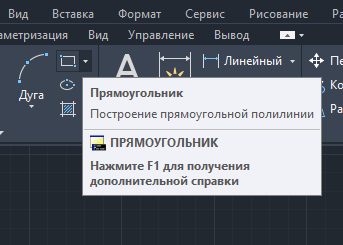 Вид Вставка Формат Сервис Рисование
Вид Управление Вывод
Дуга
Линейный
Прямоугольник
Построение прямоугольной полилинии
ПРЯМОУГОЛЬНИК
Нажмите F1 для получения
дополнительной справки